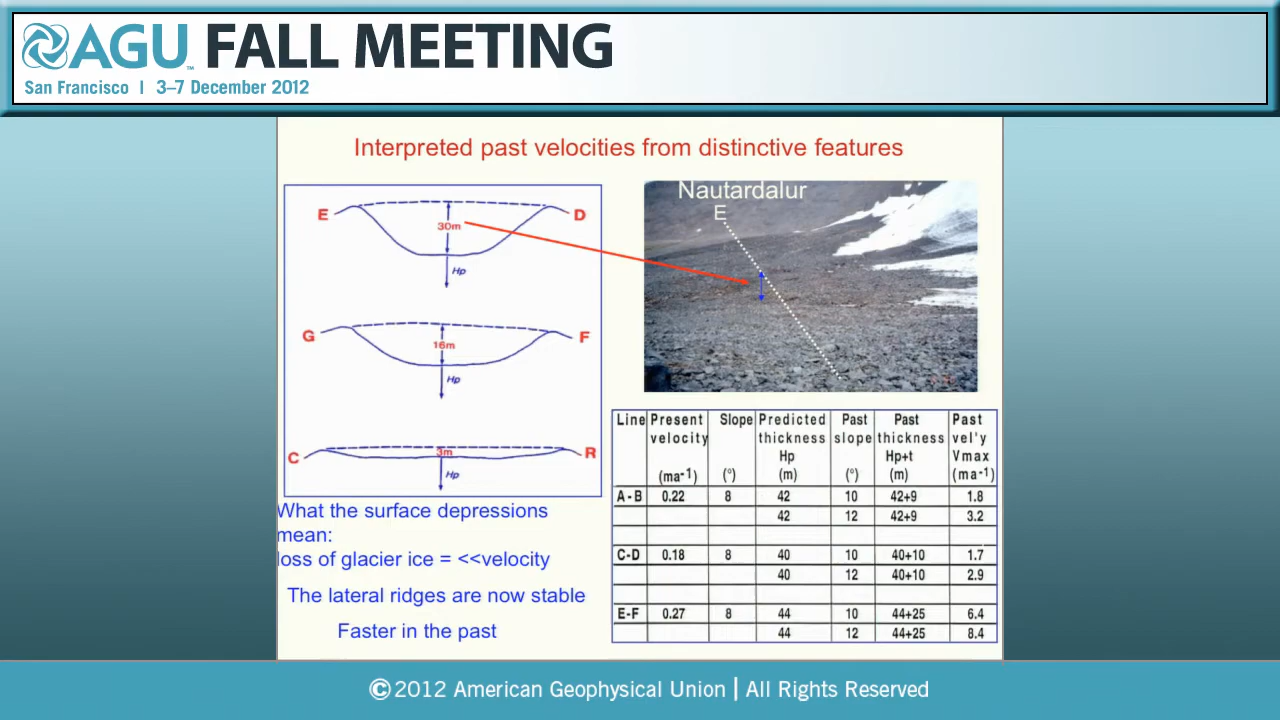 AGU FALL MEETING
San Francisco | 3–7 December 2012
Interpreted past velocities from distinctive features
E D
30m
Hp
G F
16m
Hp
C R
3m
Hp
Nautardalur
E
What the surface depressions
mean:
loss of glacier ice = <<velocity
The lateral ridges are now stable
Faster in the past
Line Present Slope Predicted Past Past Past
velocity thickness slope thickness vel'y
Hp Hp+t Vmax
(ma-1) (°) (m) (°) (m) (ma-1)
A-B 0.22 8 42 10 42+9 1.8
42 12 42+9 3.2
C-D 0.18 8 40 10 40+10 1.7
40 12 40+10 2.9
E-F 0.27 8 44 10 44+25 6.4
44 12 44+25 8.4
©2012 American Geophysical Union | All Rights Reserved